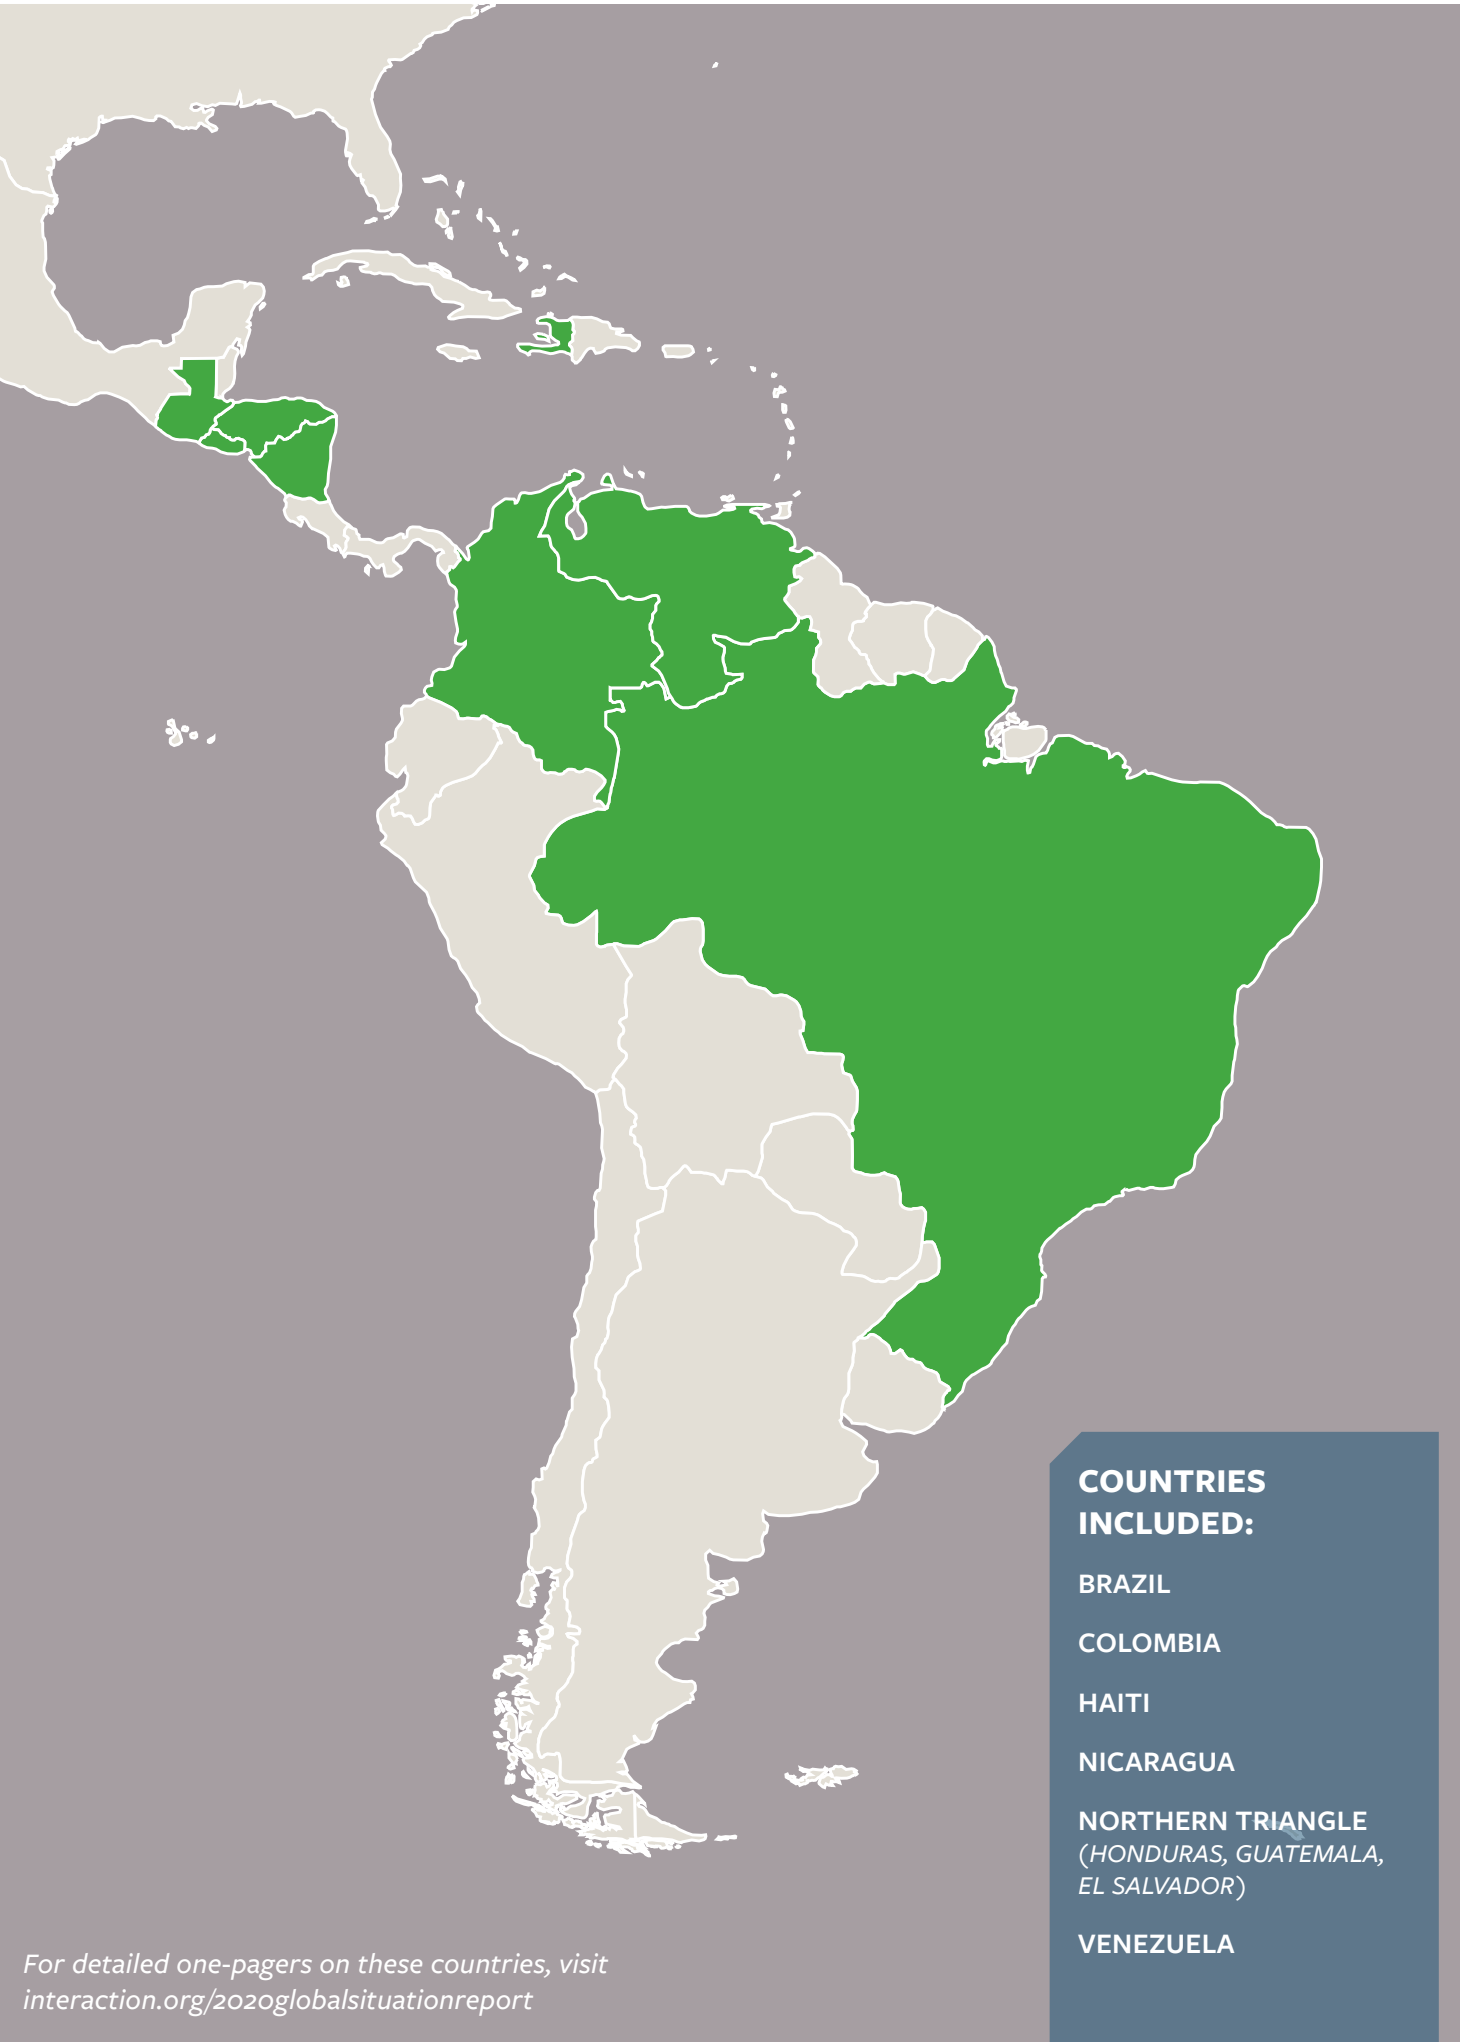 COUNTRIES
INCLUDED:
BRAZIL
COLOMBIA
HAITI
NICARAGUA
NORTHERN TRIANGLE
(HONDURAS, GUATEMALA,
EL SALVADOR)
VENEZUELA
For detailed one-pagers on these countries, visit
interaction.org/2020globalsituationreport